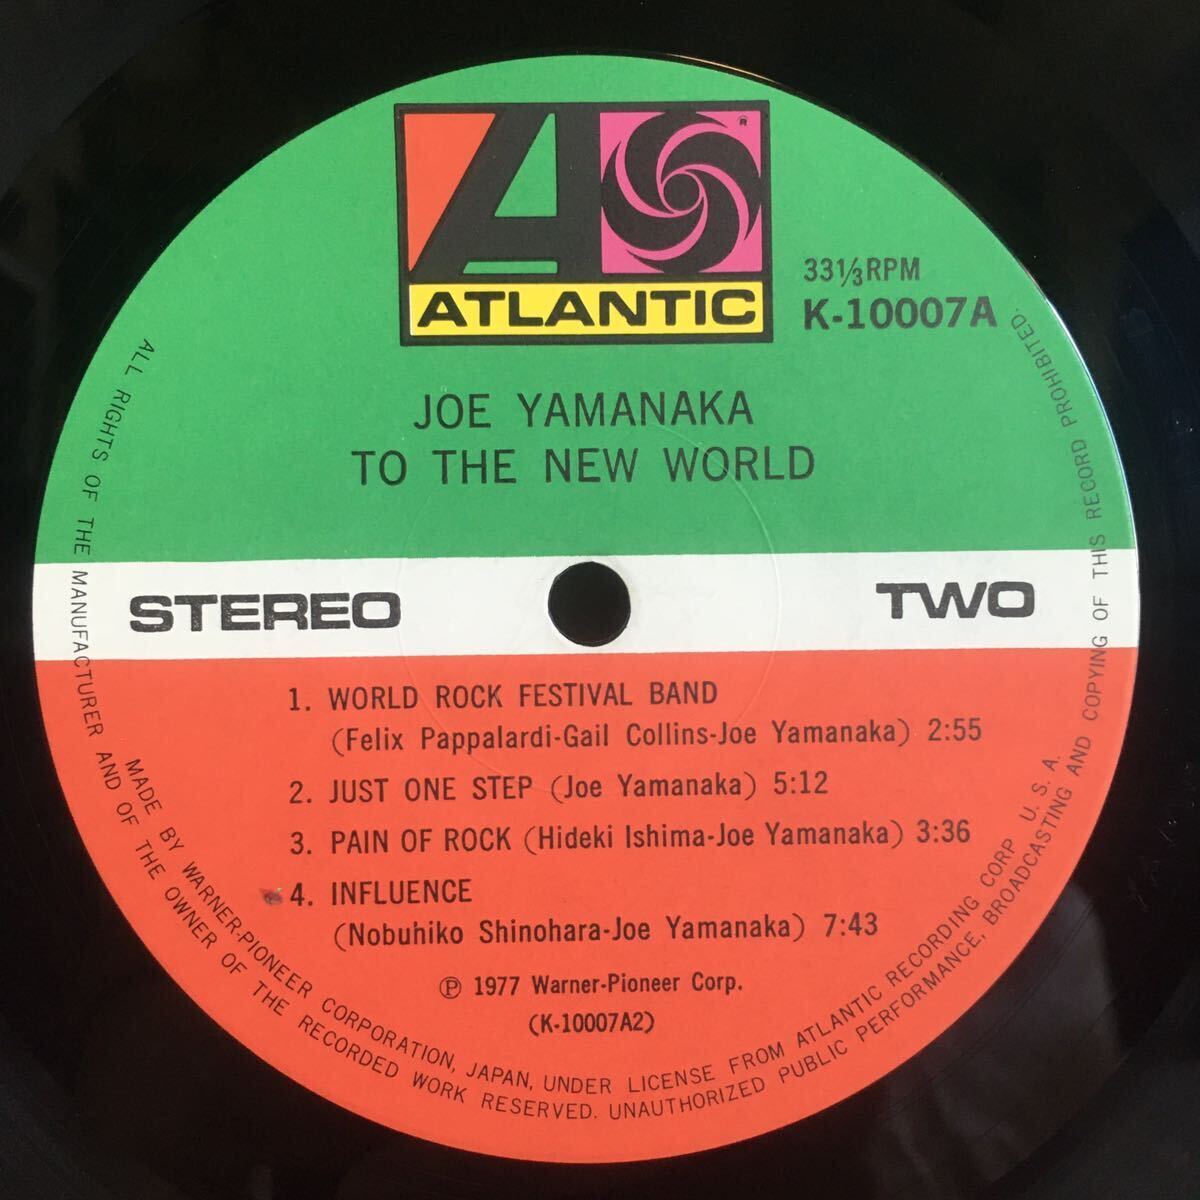 A
®
ATLANTIC
33⅓RPM
K-10007A
JOE YAMANAKA
TO THE NEW WORLD
STEREO
TWO
1. WORLD ROCK FESTIVAL BAND
(Felix Pappalardi-Gail Collins-Joe Yamanaka) 2:55
2. JUST ONE STEP (Joe Yamanaka) 5:12
3. PAIN OF ROCK (Hideki Ishima-Joe Yamanaka) 3:36
4. INFLUENCE
(Nobuhiko Shinohara-Joe Yamanaka) 7:43
℗ 1977 Warner-Pioneer Corp.
(K-10007A2)
MADE BY WARNER-PIONEER CORPORATION, JAPAN, UNDER LICENSE FROM ATLANTIC RECORDING CORP U. S. A.
ALL RIGHTS OF THE MANUFACTURER AND OF THE OWNER OF THE RECORDED WORK RESERVED. UNAUTHORIZED PUBLIC PERFORMANCE, BROADCASTING AND COPYING OF THIS RECORD PROHIBITED.